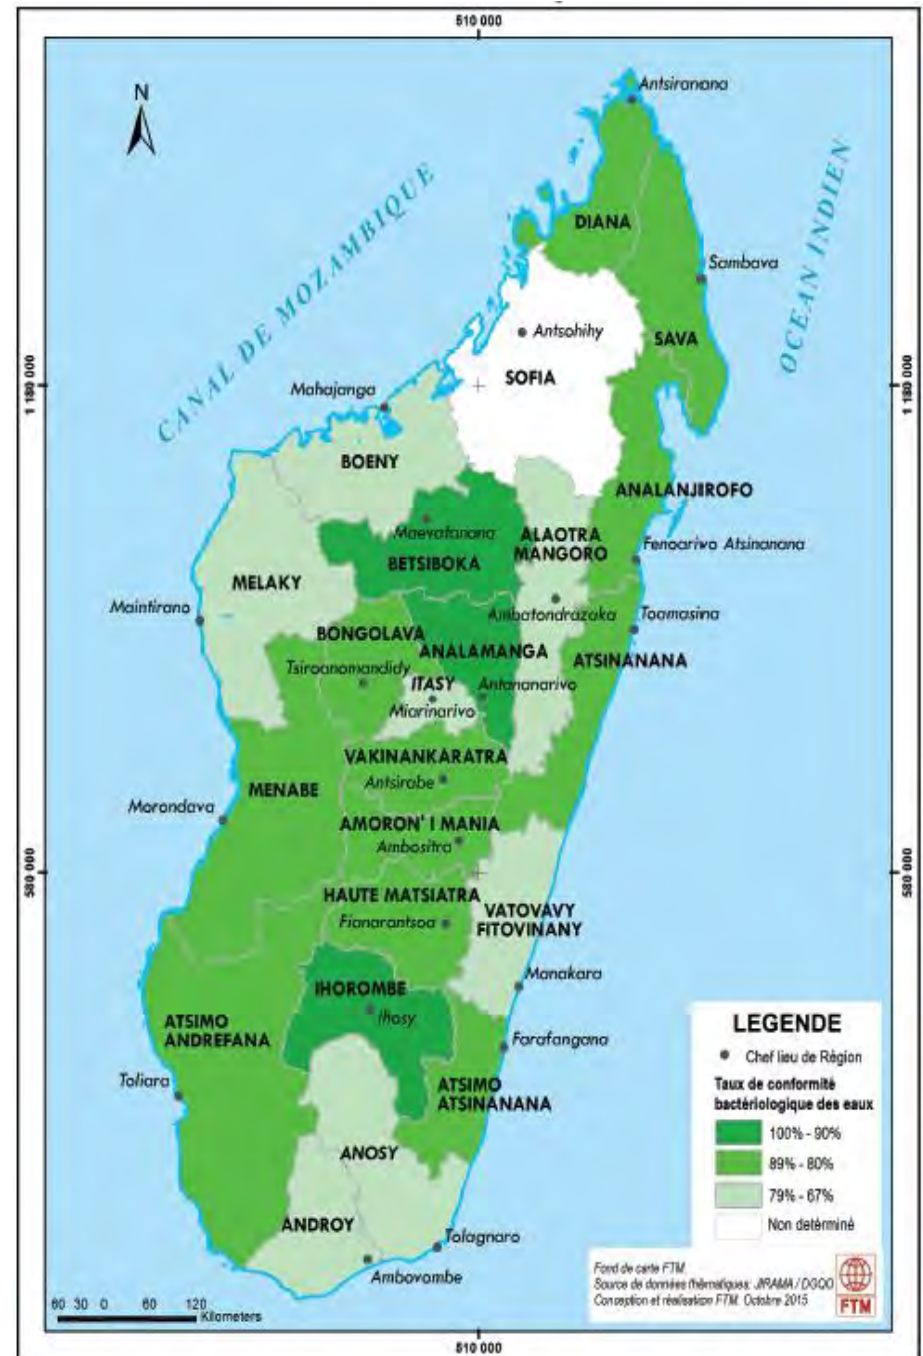 510 000
N
Antsiranana
CANAL DE MOZAMBIQUE
OCEAN INDIEN
DIANA
Sambava
Antsohihy
SAVA
SOFIA
1 180 000
1 180 000
Mahajanga
BOENY
ANALANJIROFO
Maevatanana
ALAOTRA
MANGORO
Fenoarivo Atsinanana
BETSIBOKA
MELAKY
Maintirano
Ambatondrazaka
Toamasina
BONGOLAVA
ANALAMANGA
ATSINANANA
Tsiroanomandidy
ITASY
Antananarivo
Miarinarivo
VAKINANKARATRA
Antsirabe
MENABE
Morondava
AMORON' I MANIA
Ambositra
580 000
580 000
HAUTE MATSIATRA
Fianarantsoa
VATOVAVY
FITOVINANY
Manakara
IHOROMBE
Ihosy
ATSIMO
ANDREFANA
Farafangana
Toliara
ATSIMO
ATSINANANA
ANOSY
ANDROY
Tolagnaro
Ambovombe
LEGENDE
Chef lieu de Région
Taux de conformité
bactériologique des eaux
100% - 90%
89% - 80%
79% - 67%
Non detérminé
Fond de carte FTM.
Source de données thématiques: JIRAMA / DGQO
Conception et réalisation FTM. Octobre 2015
FTM
60 30 0 60 120
Kilometers
510 000